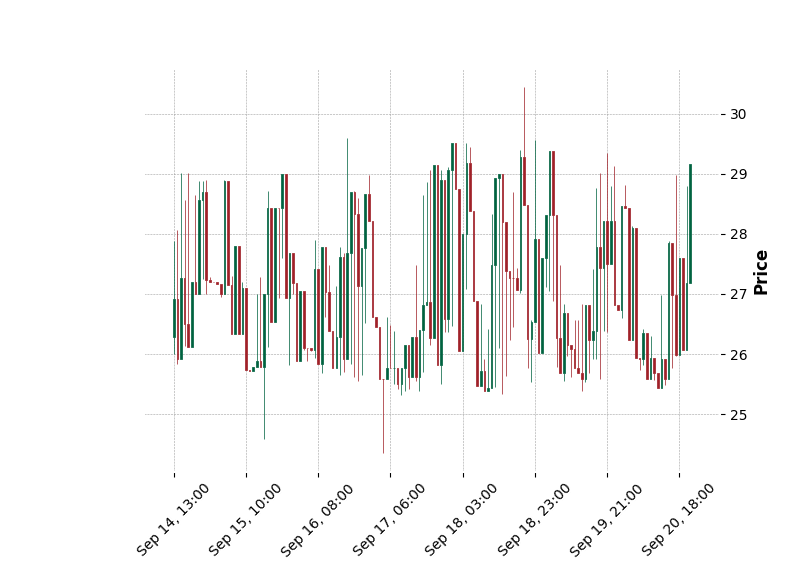 30
29
28
27
26
25
Price
Sep 14, 13:00
Sep 15, 10:00
Sep 16, 08:00
Sep 17, 06:00
Sep 18, 03:00
Sep 18, 23:00
Sep 19, 21:00
Sep 20, 18:00